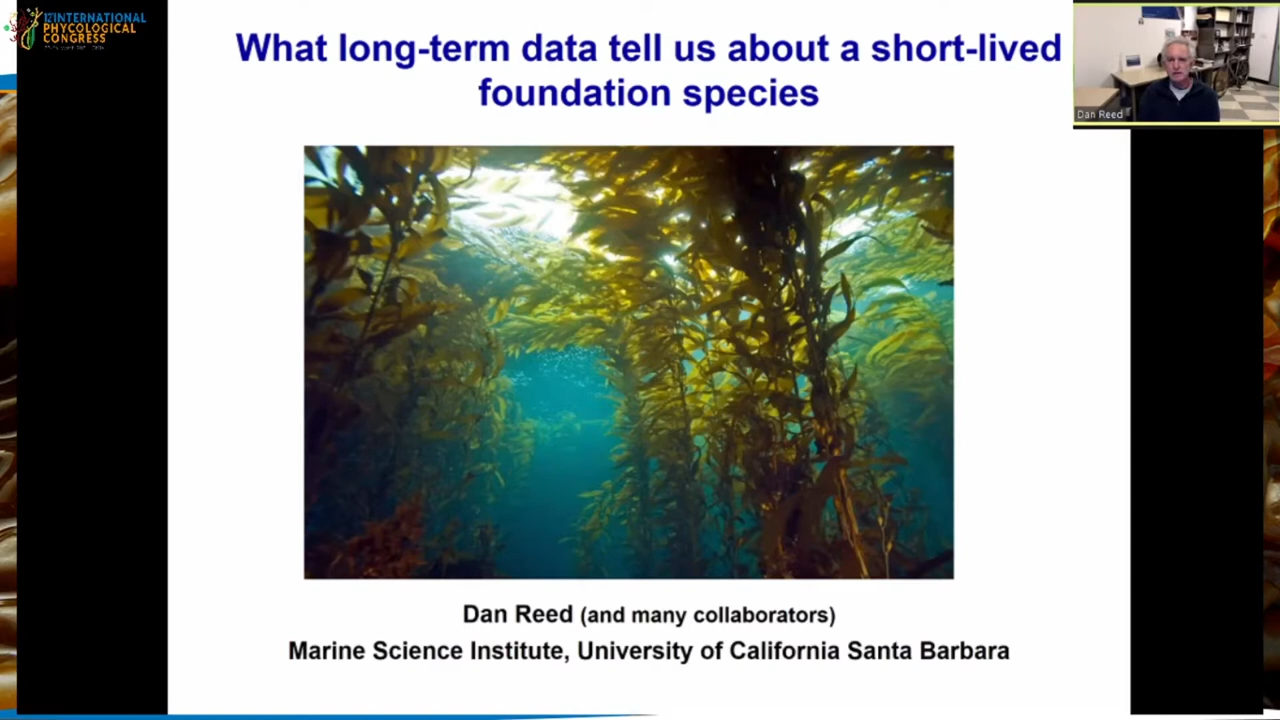 12th INTERNATIONAL
PHYCOLOGICAL
CONGRESS
What long-term data tell us about a short-lived
foundation species
Dan Reed
Dan Reed (and many collaborators)
Marine Science Institute, University of California Santa Barbara